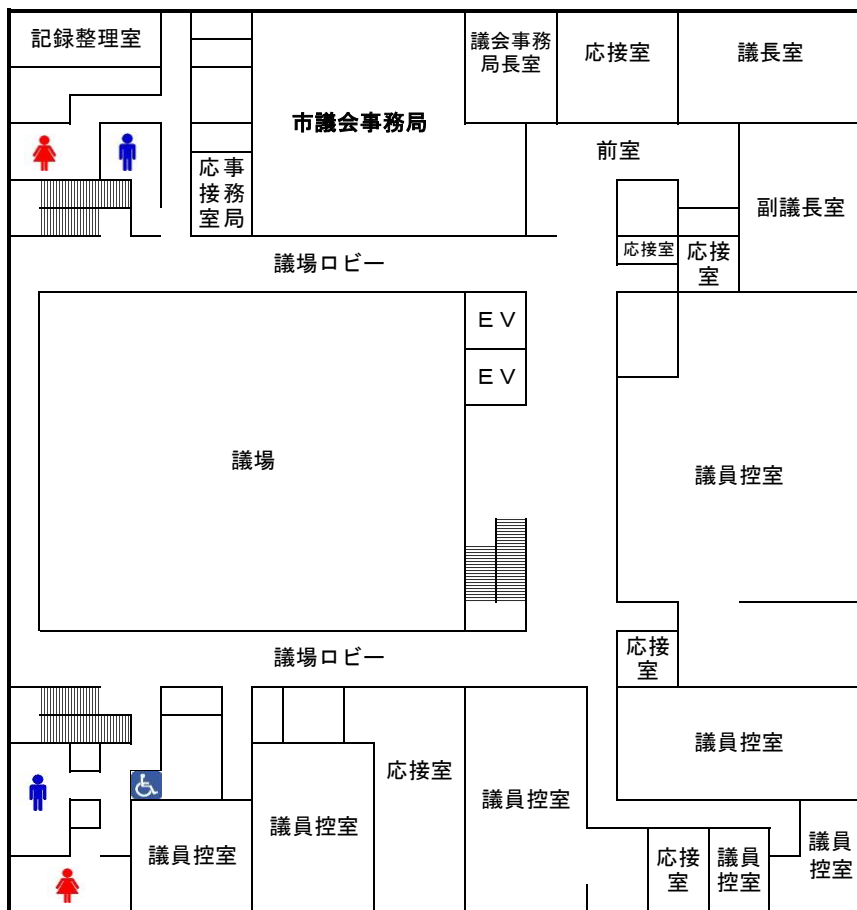 記録整理室
議会事務
局長室
応接室
議長室
市議会事務局
前室
事務局
応接室
副議長室
応接室
応接
室
議場ロビー
ＥＶ
ＥＶ
議場
議員控室
議場ロビー
応接
室
議員控室
応接室
議員控室
議員控室
議員控室
応接
室
議員
控室
議員
控室